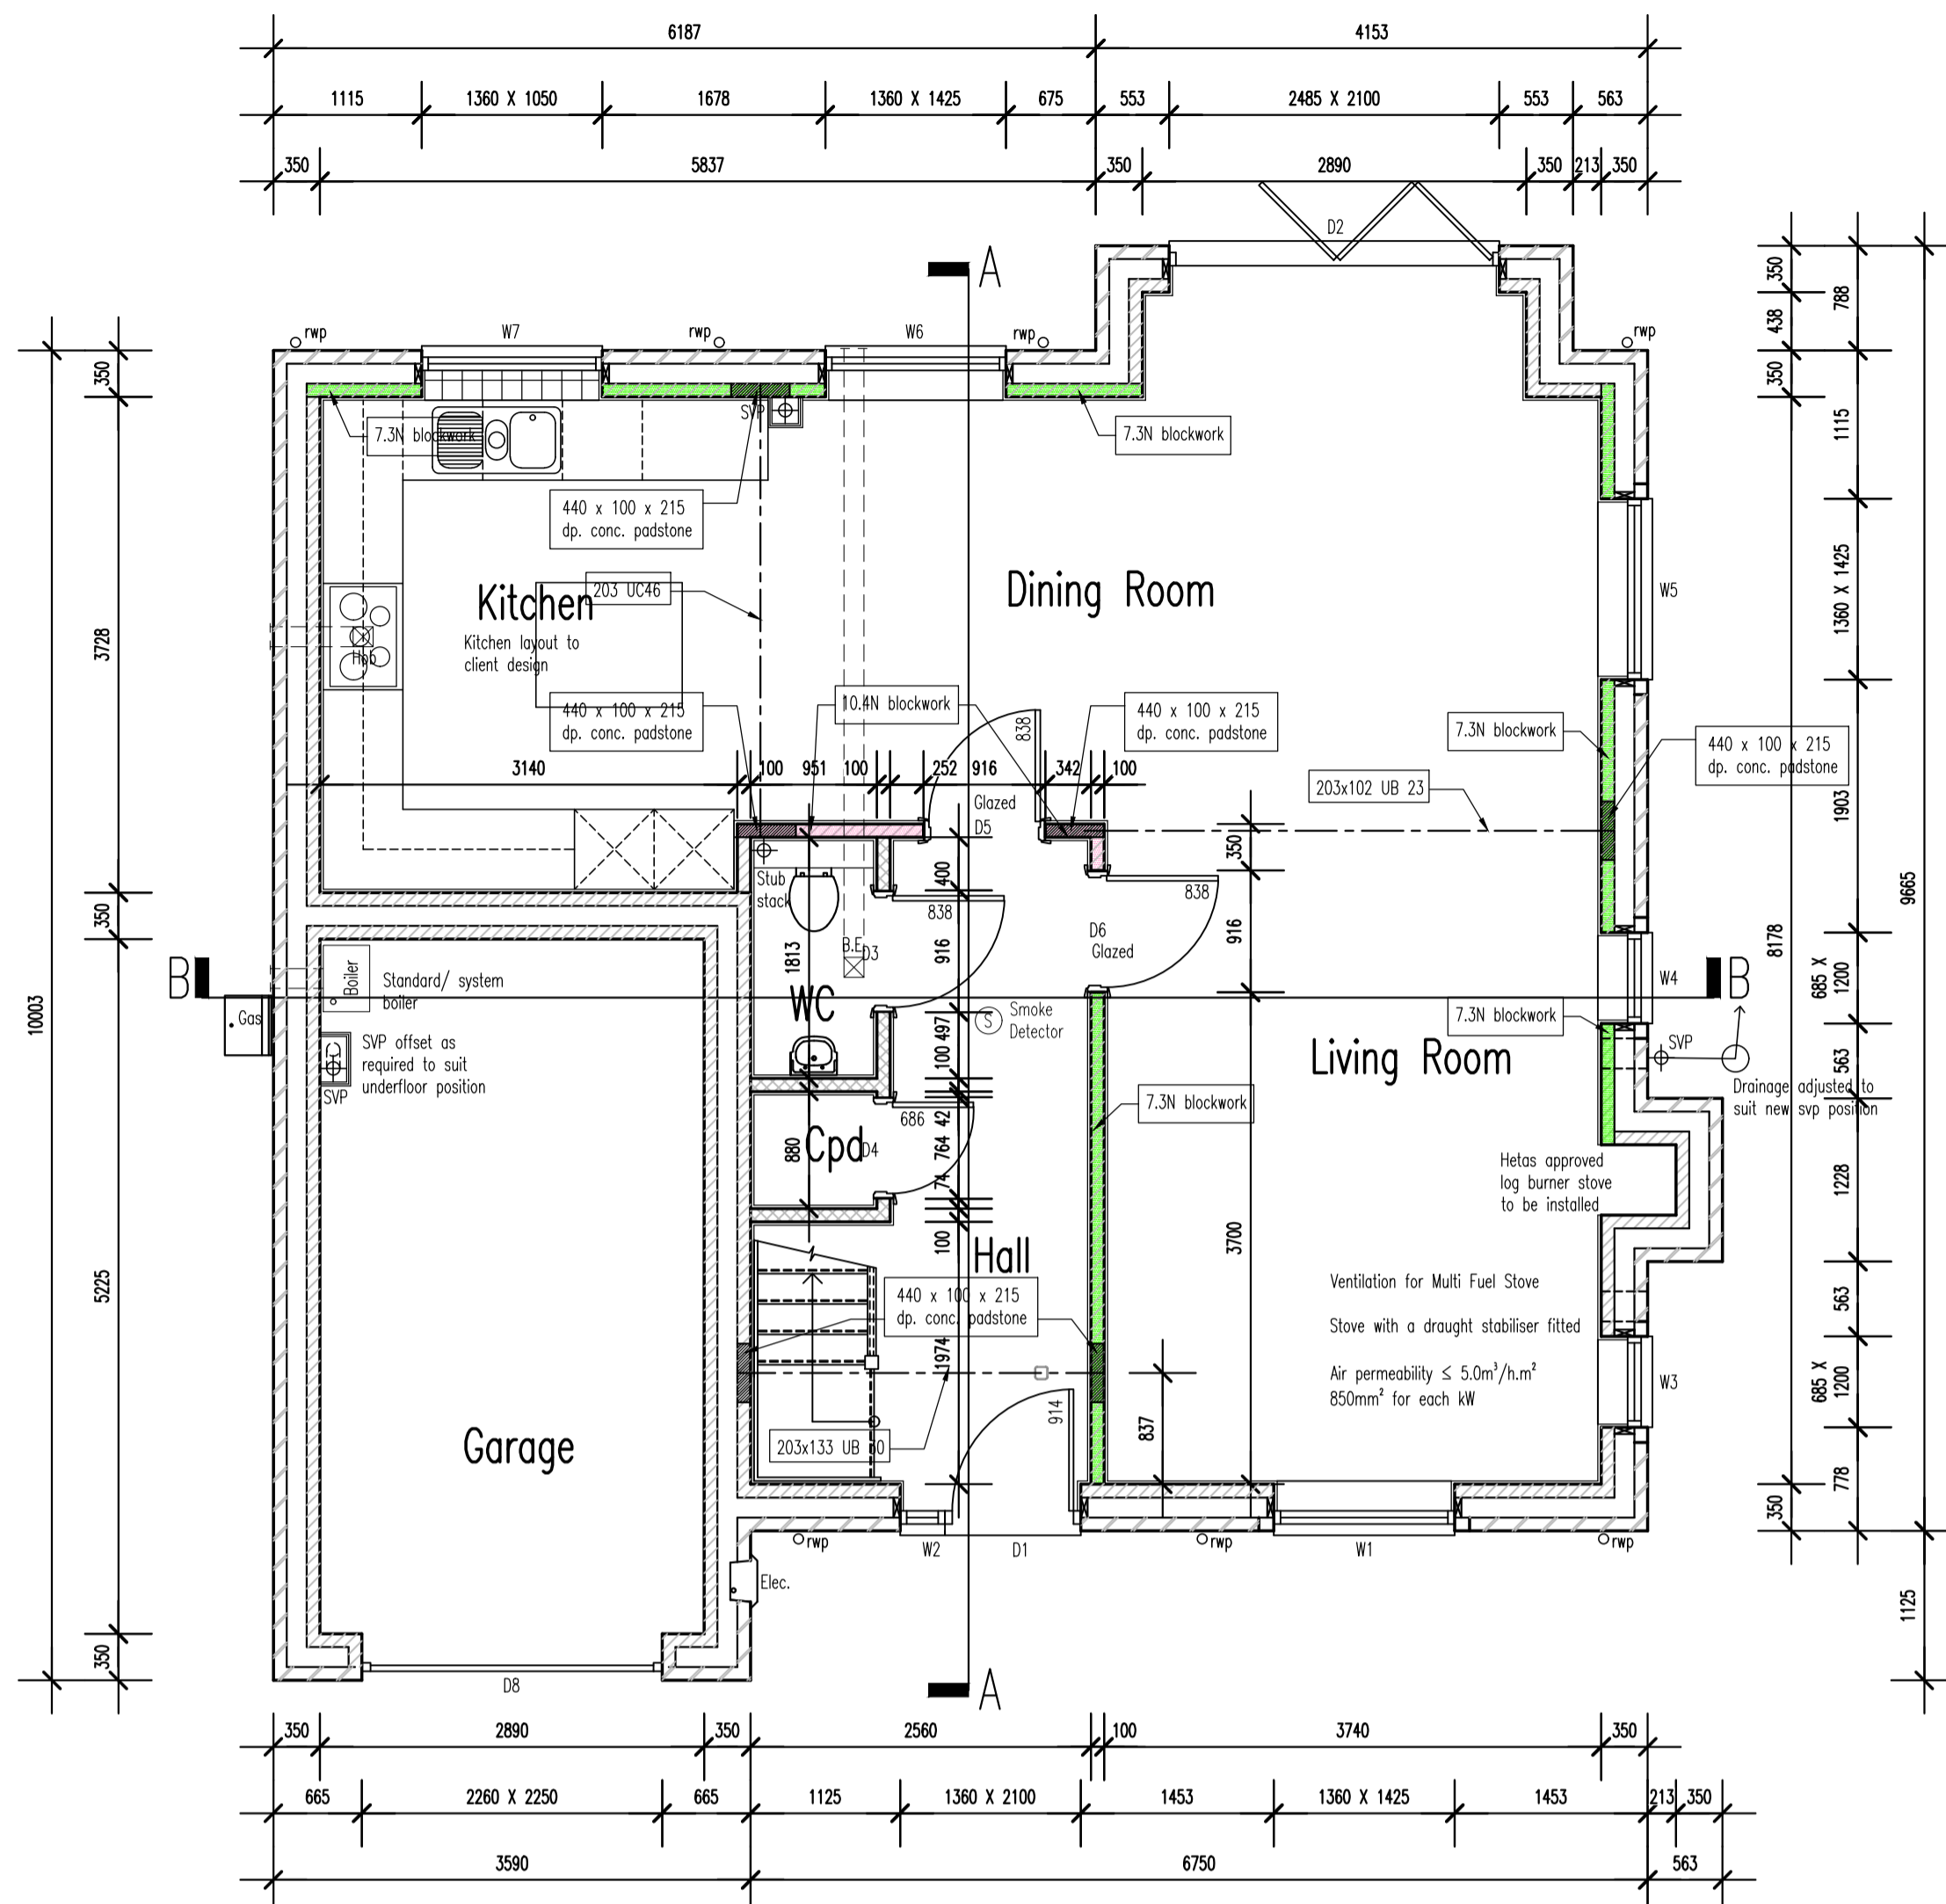 6187
4153
1115
1360 X 1050
1678
1360 X 1425
675
553
2485 X 2100
553
563
350
5837
350
2890
350
213
350
D2
A
rwp
W7
rwp
W6
rwp
rwp
350
438
350
788
SVP
7.3N blockwork
7.3N blockwork
440 x 100 x 215
dp. conc. padstone
Kitchen
203 UC46
Kitchen layout to
client design
Hob
Dining Room
W5
1115
1360 X 1425
350
3728
350
5225
350
10003
440 x 100 x 215
dp. conc. padstone
10.4N blockwork
838
440 x 100 x 215
dp. conc. padstone
7.3N blockwork
440 x 100 x 215
dp. conc. padstone
3140
100
951
100
252
916
342
100
Glazed
D5
203x102 UB 23
1903
9665
8178
350
400
Stub
stack
838
838
D6
Glazed
916
916
B.E.
D3
1813
B
Boiler
Standard/ system
boiler
Gas
SVP offset as
required to suit
underfloor position
SVP
WC
S
Smoke
Detector
497
100
7.3N blockwork
W4
B
685 X
1200
SVP
Living Room
563
Drainage adjusted to
suit new svp position
7.3N blockwork
686
42
Cpd
D4
880
764
74
Hetas approved
log burner stove
to be installed
1228
100
Hall
3700
440 x 100 x 215
dp. conc. padstone
Ventilation for Multi Fuel Stove
563
Stove with a draught stabiliser fitted
1974
Air permeability ≤ 5.0m³/h.m²
850mm² for each kW
W3
685 X
1200
914
837
Garage
203x133 UB 30
778
350
rwp
W2
D1
rwp
W1
rwp
Elec.
1125
D8
A
350
2890
350
2560
100
3740
350
665
2260 X 2250
665
1125
1360 X 2100
1453
1360 X 1425
1453
213
350
3590
6750
563